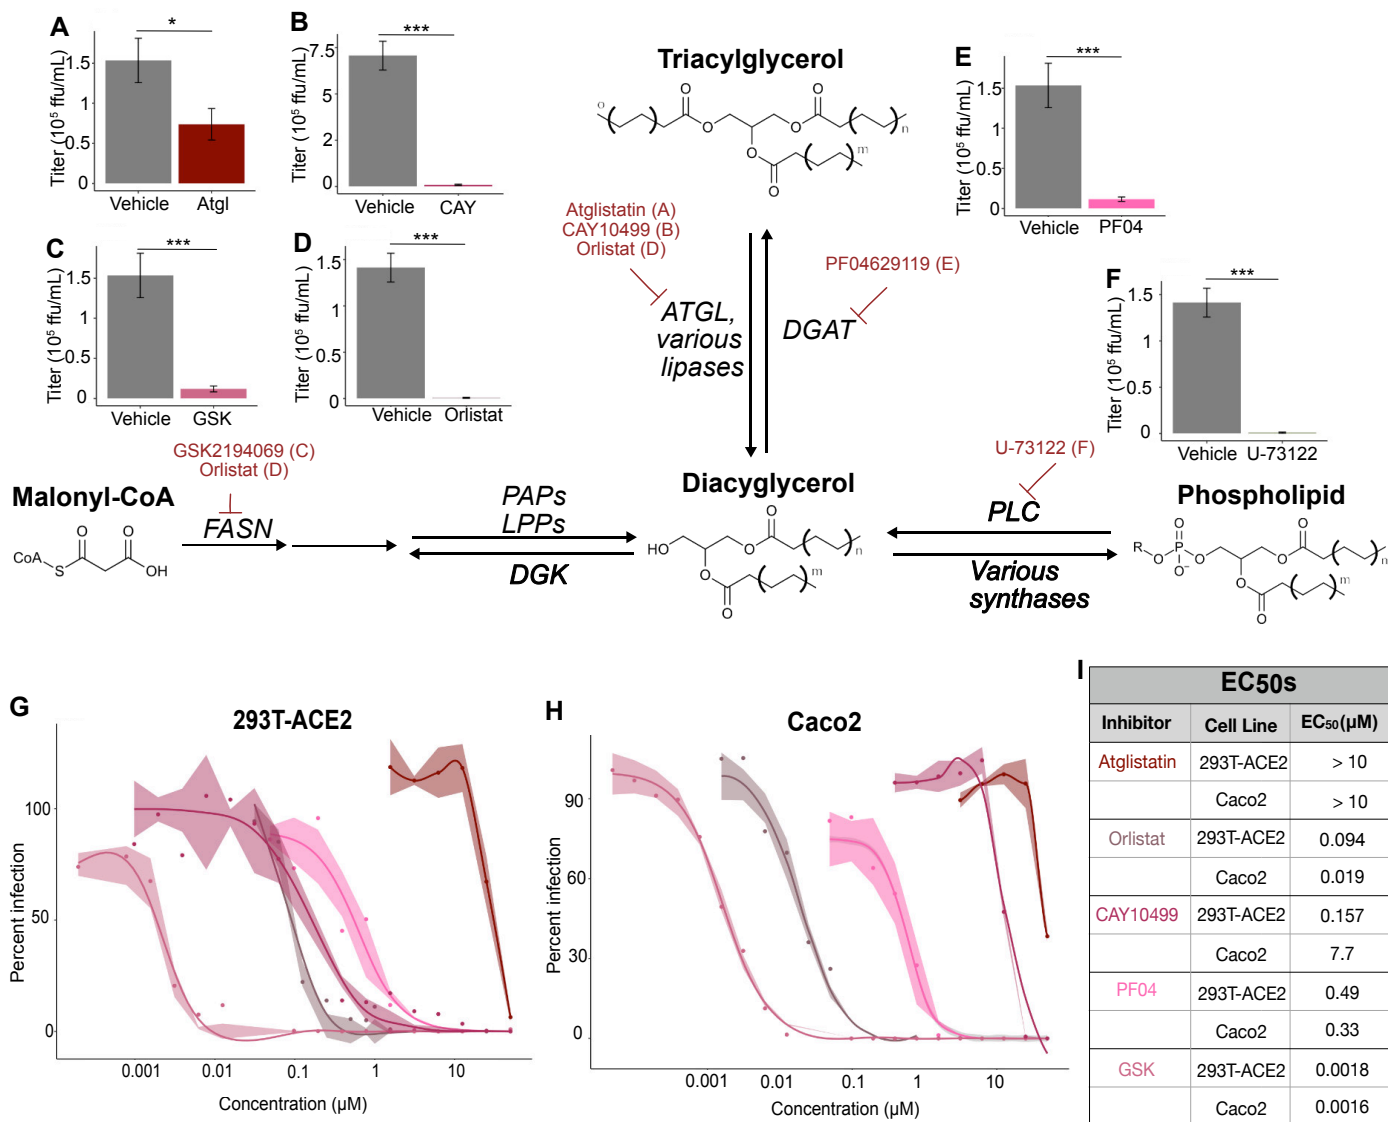 A
*
Titer (10⁵ ffu/mL)
1.5
1
0.5
0
Vehicle
Atgl
B
***
Titer (10⁵ ffu/mL)
7.5
5
2
0
Vehicle
CAY
C
***
Titer (10⁵ ffu/mL)
1.5
1
0.5
0
Vehicle
GSK
D
***
Titer (10⁵ ffu/mL)
1.5
1
0.5
0
Vehicle
Orlistat
E
***
Titer (10⁵ ffu/mL)
1.5
1
0.5
0
Vehicle
PF04
F
***
Titer (10⁵ ffu/mL)
1.5
1
0.5
0
Vehicle
U-73122
Triacylglycerol
o
O
O
O
O
n
O
m
O
Atglistatin (A)
CAY10499 (B)
Orlistat (D)
ATGL,
various
lipases
PF04629119 (E)
DGAT
GSK2194069 (C)
Orlistat (D)
Malonyl-CoA
FASN
CoA
S
O
O
OH
PAPs
LPPs
DGK
Diacyglycerol
HO
O
O
n
O
m
O
U-73122 (F)
PLC
Various
synthases
Phospholipid
R
O
O
P
O⁻
O
O
O
n
O
m
O
G
293T-ACE2
Percent infection
100
50
0
0.001
0.01
0.1
1
10
Concentration (µM)
H
Caco2
Percent infection
90
60
30
0
0.001
0.01
0.1
1
10
Concentration (µM)
I
EC50s
Inhibitor Cell Line EC₅₀(µM)
Atglistatin 293T-ACE2 > 10
Caco2 > 10
Orlistat 293T-ACE2 0.094
Caco2 0.019
CAY10499 293T-ACE2 0.157
Caco2 7.7
PF04 293T-ACE2 0.49
Caco2 0.33
GSK 293T-ACE2 0.0018
Caco2 0.0016